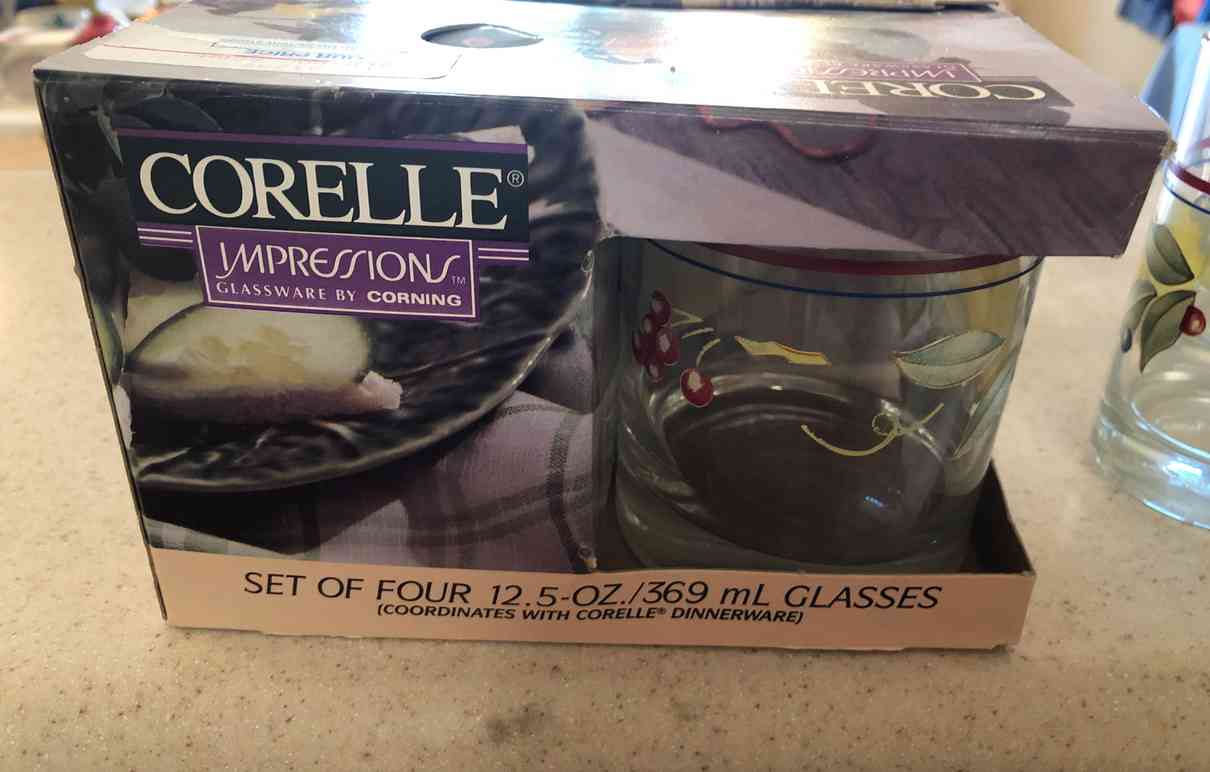 CORELLE®
IMPRESSIONS™
GLASSWARE BY CORNING
SET OF FOUR 12.5-OZ./369 mL GLASSES
(COORDINATES WITH CORELLE® DINNERWARE)